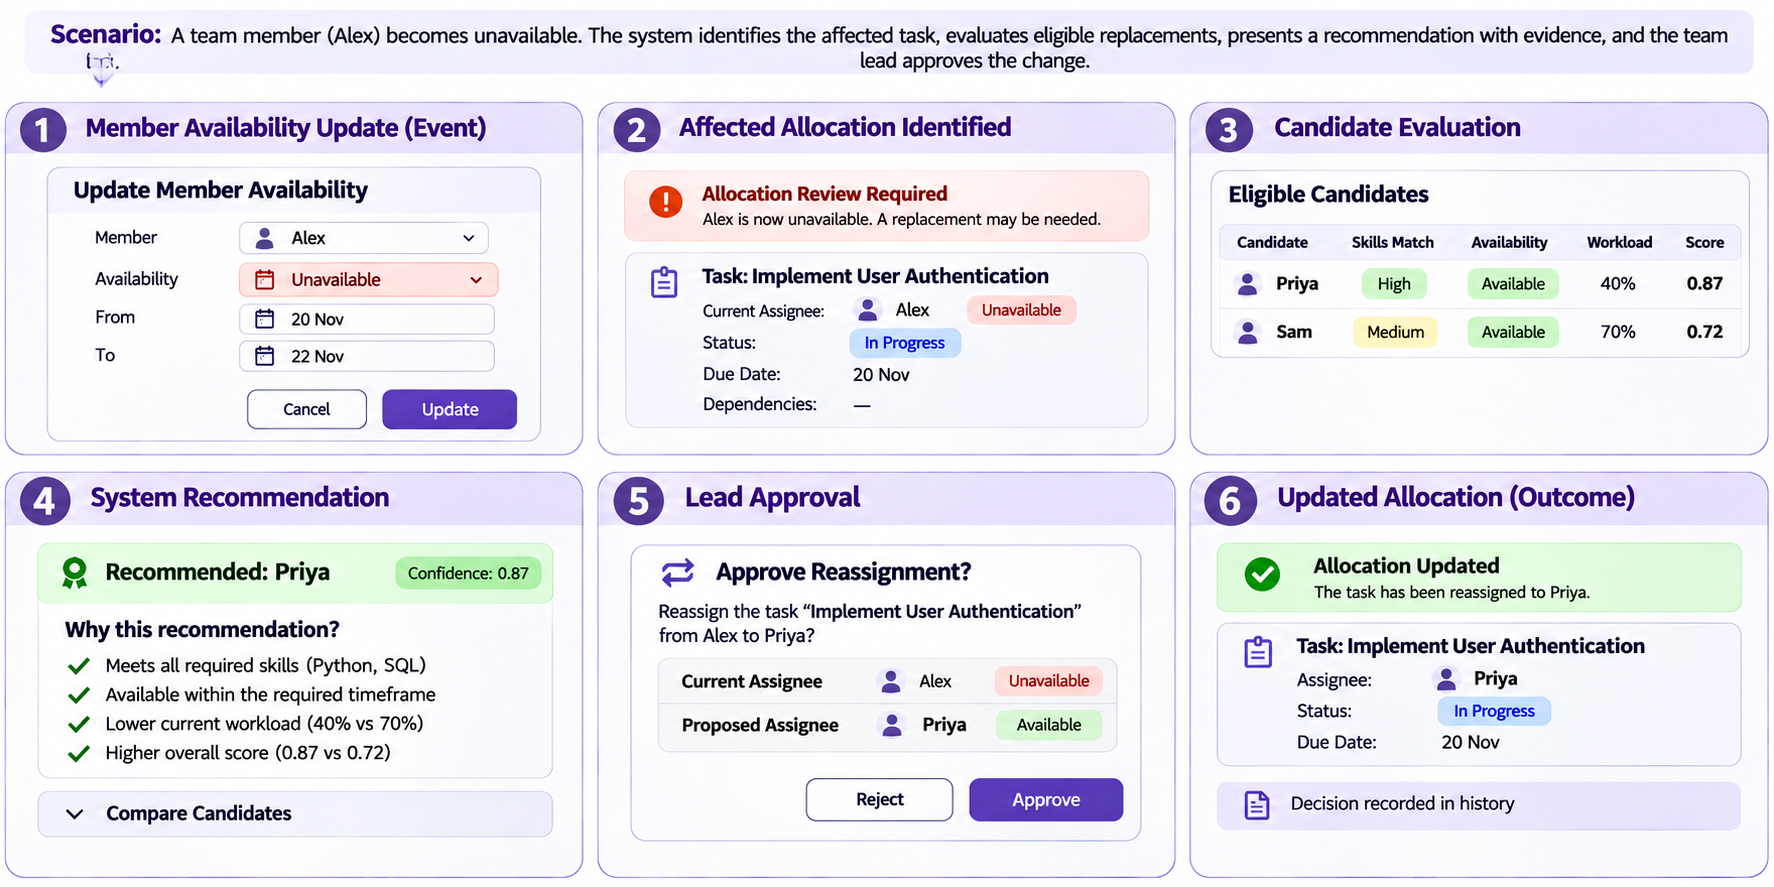 Scenario: A team member (Alex) becomes unavailable. The system identifies the affected task, evaluates eligible replacements, presents a recommendation with evidence, and the team
lead approves the change.
1 Member Availability Update (Event)
Update Member Availability
Member Alex
Availability Unavailable
From 20 Nov
To 22 Nov
Cancel Update
2 Affected Allocation Identified
Allocation Review Required
Alex is now unavailable. A replacement may be needed.
Task: Implement User Authentication
Current Assignee: Alex Unavailable
Status: In Progress
Due Date: 20 Nov
Dependencies: —
3 Candidate Evaluation
Eligible Candidates
Candidate Skills Match Availability Workload Score
Priya High Available 40% 0.87
Sam Medium Available 70% 0.72
4 System Recommendation
Recommended: Priya Confidence: 0.87
Why this recommendation?
Meets all required skills (Python, SQL)
Available within the required timeframe
Lower current workload (40% vs 70%)
Higher overall score (0.87 vs 0.72)
Compare Candidates
5 Lead Approval
Approve Reassignment?
Reassign the task “Implement User Authentication”
from Alex to Priya?
Current Assignee Alex Unavailable
Proposed Assignee Priya Available
Reject Approve
6 Updated Allocation (Outcome)
Allocation Updated
The task has been reassigned to Priya.
Task: Implement User Authentication
Assignee: Priya
Status: In Progress
Due Date: 20 Nov
Decision recorded in history